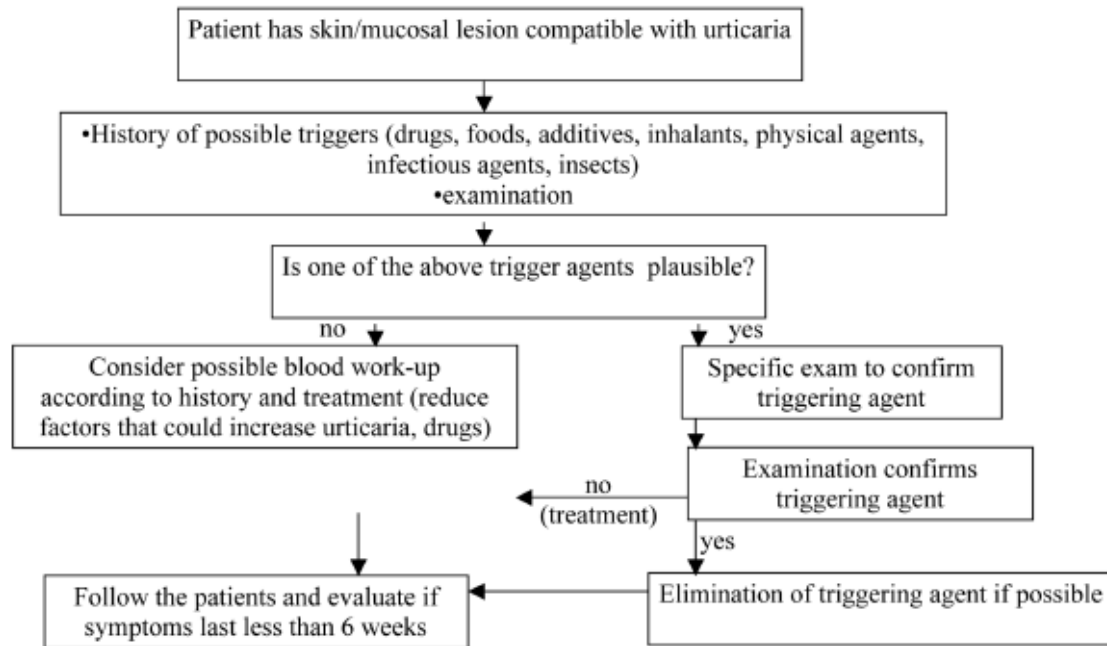 Patient has skin/mucosal lesion compatible with urticaria
•History of possible triggers (drugs, foods, additives, inhalants, physical agents,
infectious agents, insects)
•examination
Is one of the above trigger agents plausible?
no
yes
Consider possible blood work-up
according to history and treatment (reduce
factors that could increase urticaria, drugs)
Specific exam to confirm
triggering agent
Examination confirms
triggering agent
no
(treatment)
yes
Elimination of triggering agent if possible
Follow the patients and evaluate if
symptoms last less than 6 weeks